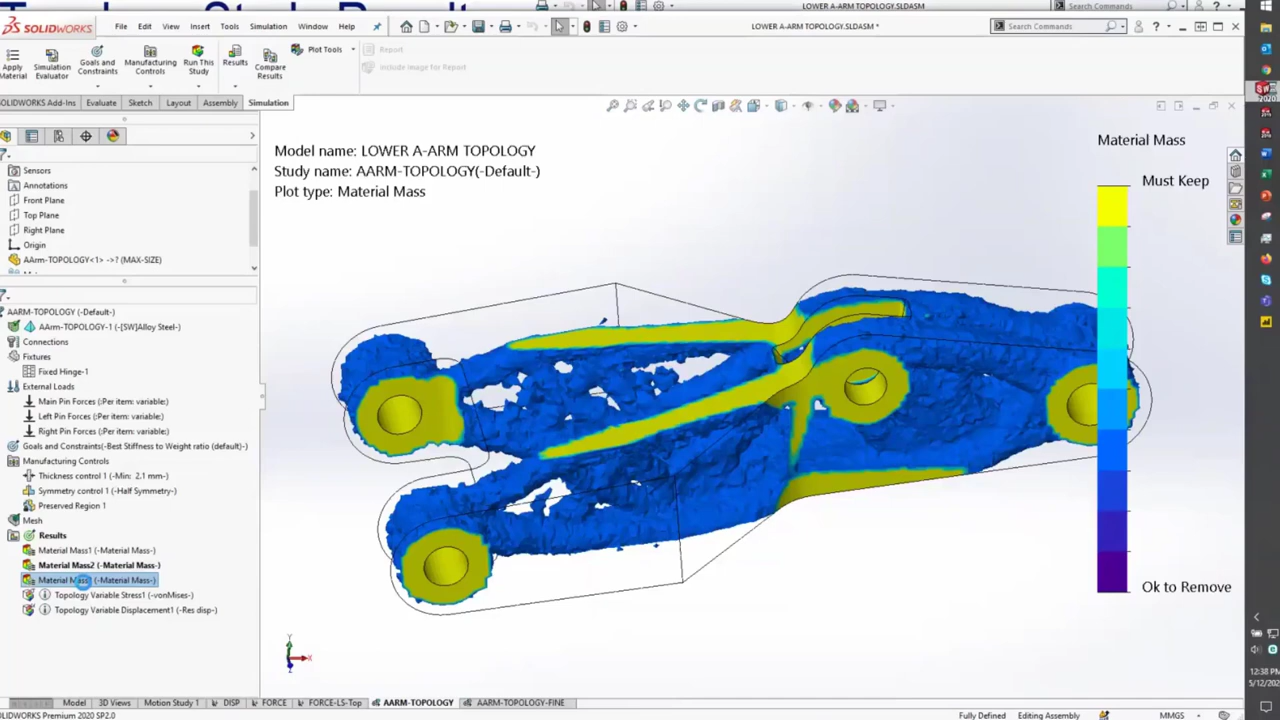 LOWER A-ARM TOPOLOGY.SLDASM *
Search Commands
SOLIDWORKS
File Edit View Insert Tools Simulation Window Help
LOWER A-ARM TOPOLOGY.SLDASM *
Search Commands
Apply Material
Simulation Evaluator
Goals and Constraints
Manufacturing Controls
Run This Study
Results
Compare Results
Plot Tools
Report
Include Image for Report
SOLIDWORKS Add-Ins Evaluate Sketch Layout Assembly Simulation
Sensors
Annotations
Front Plane
Top Plane
Right Plane
Origin
AArm-TOPOLOGY<1> ->? (MAX-SIZE)
AARM-TOPOLOGY (-Default-)
AArm-TOPOLOGY-1 (-[SW]Alloy Steel-)
Connections
Fixtures
Fixed Hinge-1
External Loads
Main Pin Forces (:Per item: variable:)
Left Pin Forces (:Per item: variable:)
Right Pin Forces (:Per item: variable:)
Goals and Constraints(-Best Stiffness to Weight ratio (default)-)
Manufacturing Controls
Thickness control 1 (-Min: 2.1 mm-)
Symmetry control 1 (-Half Symmetry-)
Preserved Region 1
Mesh
Results
Material Mass1 (-Material Mass-)
Material Mass2 (-Material Mass-)
(-Material Mass-)
Topology Variable Stress1 (-vonMises-)
Topology Variable Displacement1 (-Res disp-)
Model name: LOWER A-ARM TOPOLOGY
Study name: AARM-TOPOLOGY(-Default-)
Plot type: Material Mass
Material Mass
Must Keep
Ok to Remove
Y
X
Z
Model 3D Views Motion Study 1 DISP FORCE FORCE-LS-Top AARM-TOPOLOGY AARM-TOPOLOGY-FINE
SOLIDWORKS Premium 2020 SP2.0
Fully Defined Editing Assembly MMGS
12:38 PM
5/12/202